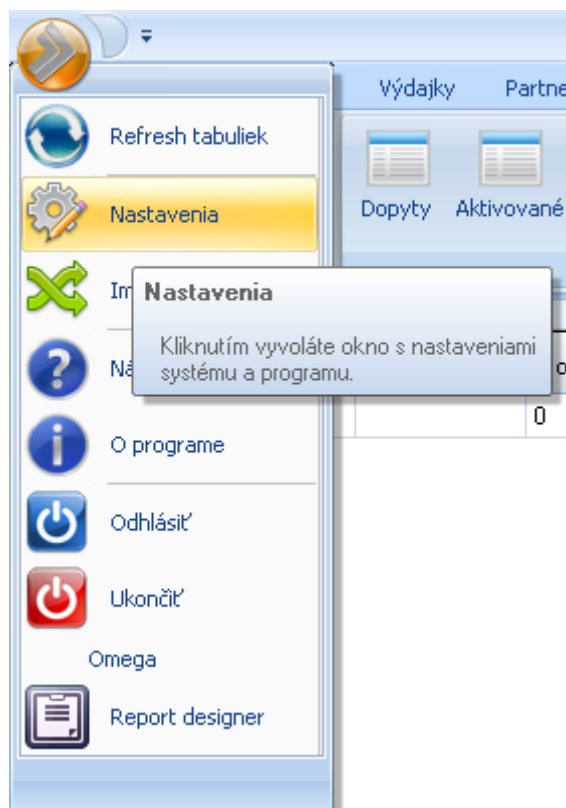 Výdajky
Refresh tabuliek
Nastavenia
Dopyty Aktivované
Nastavenia
Kliknutím vyvoláte okno s nastaveniami
systému a programu.
0
O programe
Odhlásiť
Ukončiť
Omega
Report designer